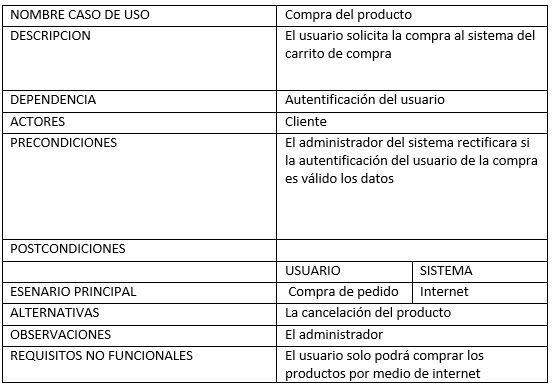 NOMBRE CASO DE USO Compra del producto
DESCRIPCION El usuario solicita la compra al sistema del
carrito de compra
DEPENDENCIA Autentificación del usuario
ACTORES Cliente
PRECONDICIONES El administrador del sistema rectificara si
la autentificación del usuario de la compra
es válido los datos
POSTCONDICIONES
USUARIO SISTEMA
ESENARIO PRINCIPAL Compra de pedido Internet
ALTERNATIVAS La cancelación del producto
OBSERVACIONES El administrador
REQUISITOS NO FUNCIONALES El usuario solo podrá comprar los
productos por medio de internet